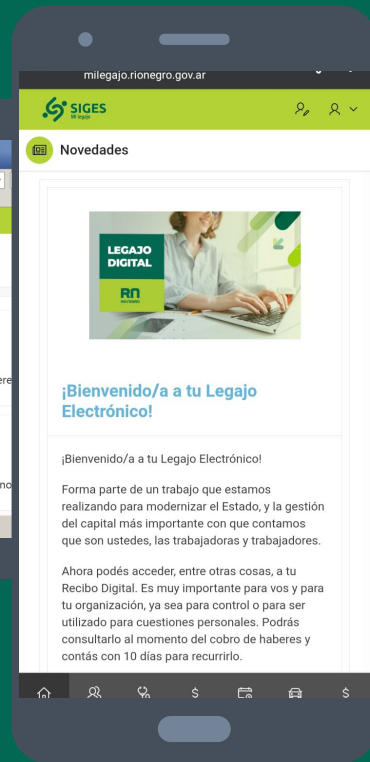 milegajo.rionegro.gov.ar
SIGES
Mi legajo
Novedades
LEGAJO
DIGITAL
RN
RÍO NEGRO
¡Bienvenido/a a tu Legajo
Electrónico!
¡Bienvenido/a a tu Legajo Electrónico!
Forma parte de un trabajo que estamos
realizando para modernizar el Estado, y la gestión
del capital más importante con que contamos
que son ustedes, las trabajadoras y trabajadores.
Ahora podés acceder, entre otras cosas, a tu
Recibo Digital. Es muy importante para vos y para
tu organización, ya sea para control o para ser
utilizado para cuestiones personales. Podrás
consultarlo al momento del cobro de haberes y
contás con 10 días para recurrirlo.